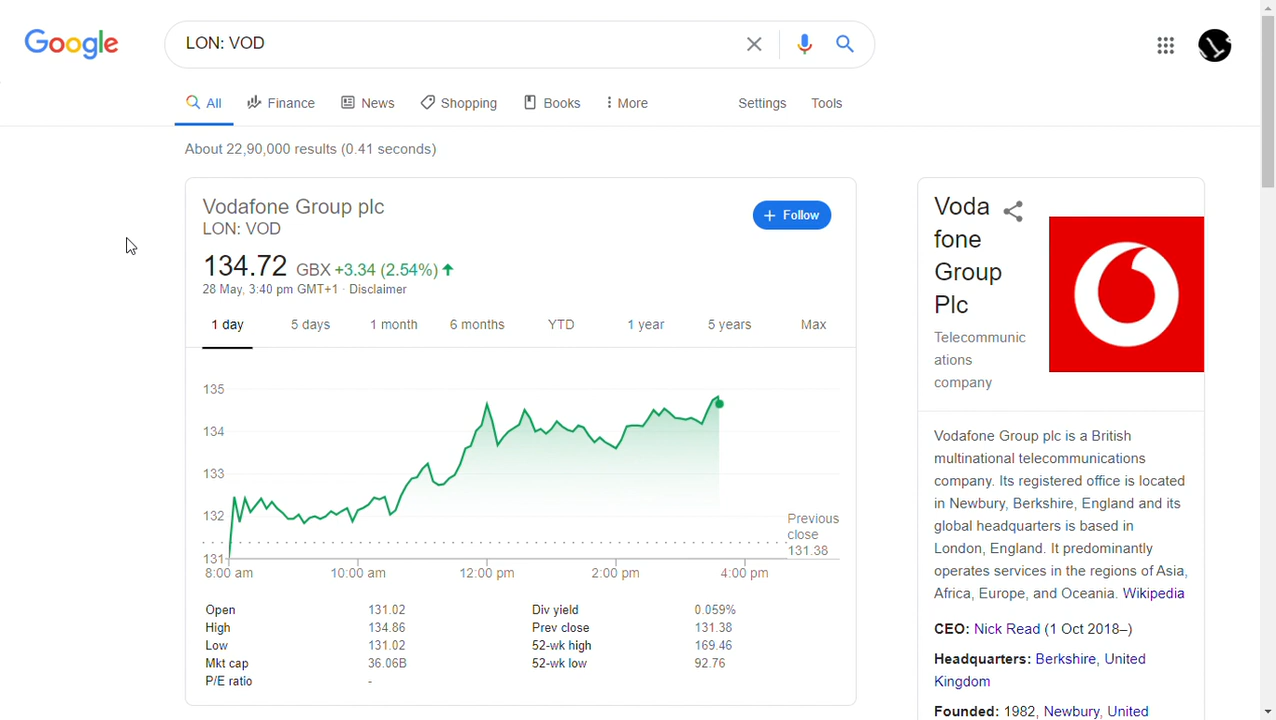 Google
LON: VOD
All
Finance
News
Shopping
Books
More
Settings
Tools
About 22,90,000 results (0.41 seconds)
Vodafone Group plc
LON: VOD
+ Follow
134.72 GBX +3.34 (2.54%)
28 May, 3:40 pm GMT+1 · Disclaimer
1 day
5 days
1 month
6 months
YTD
1 year
5 years
Max
135
134
133
132
131
Previous
close
131.38
8:00 am
10:00 am
12:00 pm
2:00 pm
4:00 pm
Open 131.02
High 134.86
Low 131.02
Mkt cap 36.06B
P/E ratio -
Div yield 0.059%
Prev close 131.38
52-wk high 169.46
52-wk low 92.76
Voda
fone
Group
Plc
Telecommunic
ations
company
Vodafone Group plc is a British
multinational telecommunications
company. Its registered office is located
in Newbury, Berkshire, England and its
global headquarters is based in
London, England. It predominantly
operates services in the regions of Asia,
Africa, Europe, and Oceania. Wikipedia
CEO: Nick Read (1 Oct 2018–)
Headquarters: Berkshire, United
Kingdom
Founded: 1982, Newbury, United